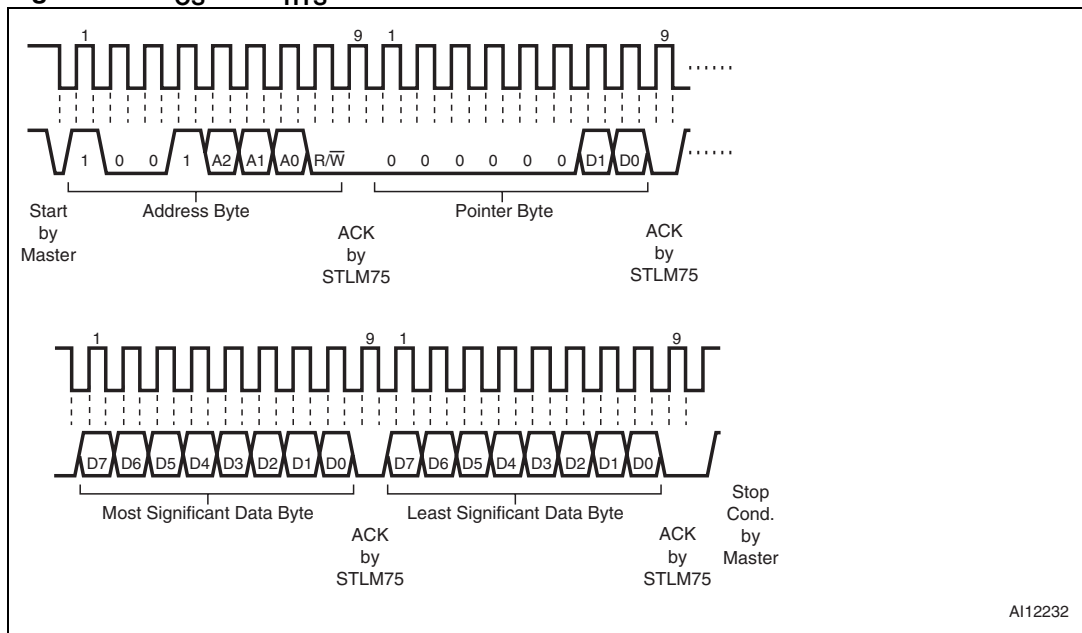 OS HYS
1 9 1 9
1 0 0 1 A2 A1 A0 R/W̅ 0 0 0 0 0 0 D1 D0
Address Byte Pointer Byte
Start
by
Master
ACK
by
STLM75
ACK
by
STLM75
1 9 1 9
D7 D6 D5 D4 D3 D2 D1 D0 D7 D6 D5 D4 D3 D2 D1 D0
Most Significant Data Byte Least Significant Data Byte
ACK
by
STLM75
ACK
by
STLM75
Stop
Cond.
by
Master
AI12232